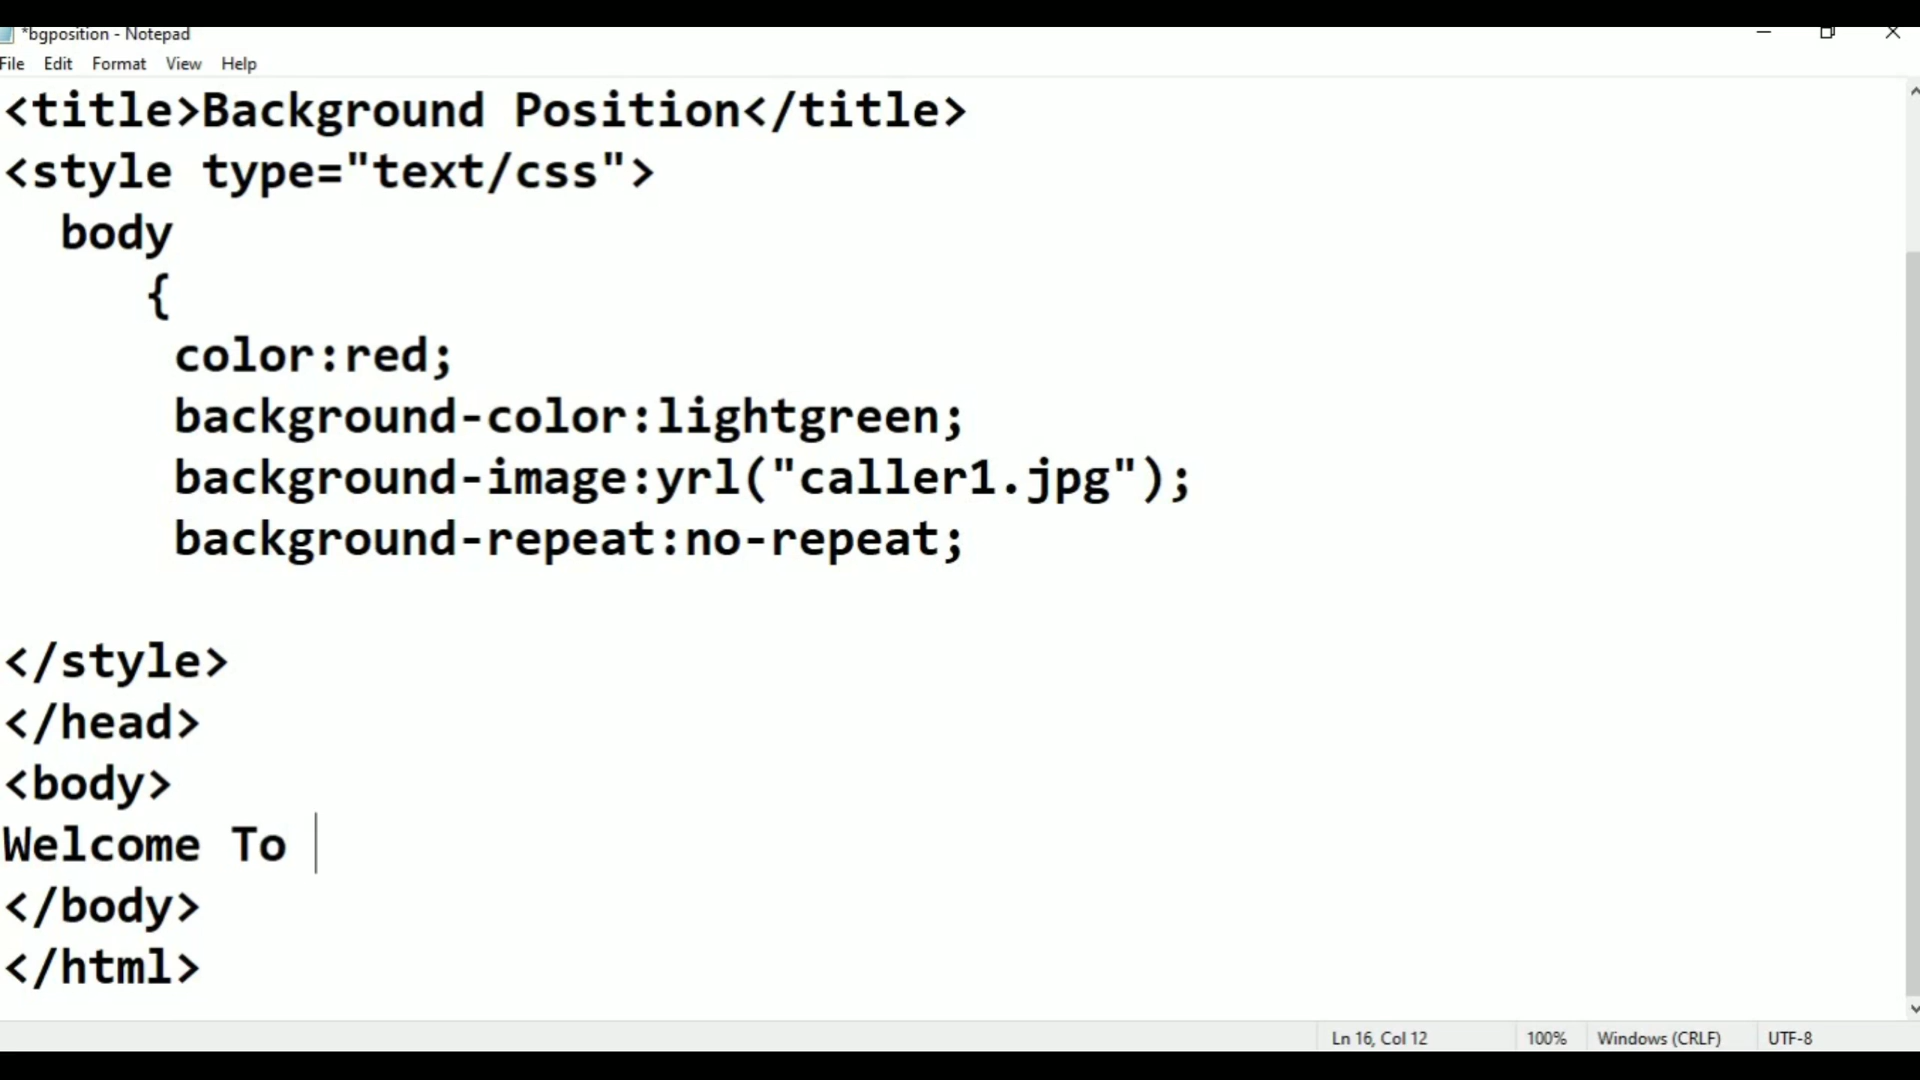 *bgposition - Notepad
File Edit Format View Help
<title>Background Position</title>
<style type="text/css">
body
{
color:red;
background-color:lightgreen;
background-image:yrl("caller1.jpg");
background-repeat:no-repeat;
</style>
</head>
<body>
Welcome To
</body>
</html>
Ln 16, Col 12 100% Windows (CRLF) UTF-8